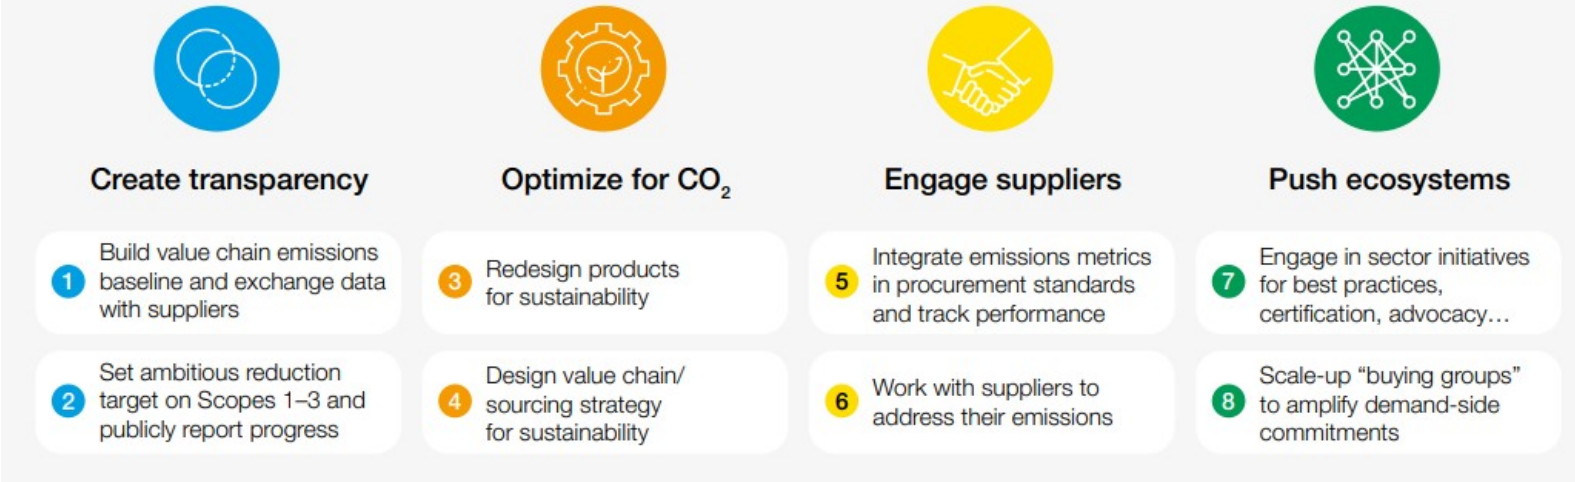 Create transparency
1
Build value chain emissions
baseline and exchange data
with suppliers
2
Set ambitious reduction
target on Scopes 1–3 and
publicly report progress
Optimize for CO₂
3
Redesign products
for sustainability
4
Design value chain/
sourcing strategy
for sustainability
Engage suppliers
5
Integrate emissions metrics
in procurement standards
and track performance
6
Work with suppliers to
address their emissions
Push ecosystems
7
Engage in sector initiatives
for best practices,
certification, advocacy…
8
Scale-up “buying groups”
to amplify demand-side
commitments